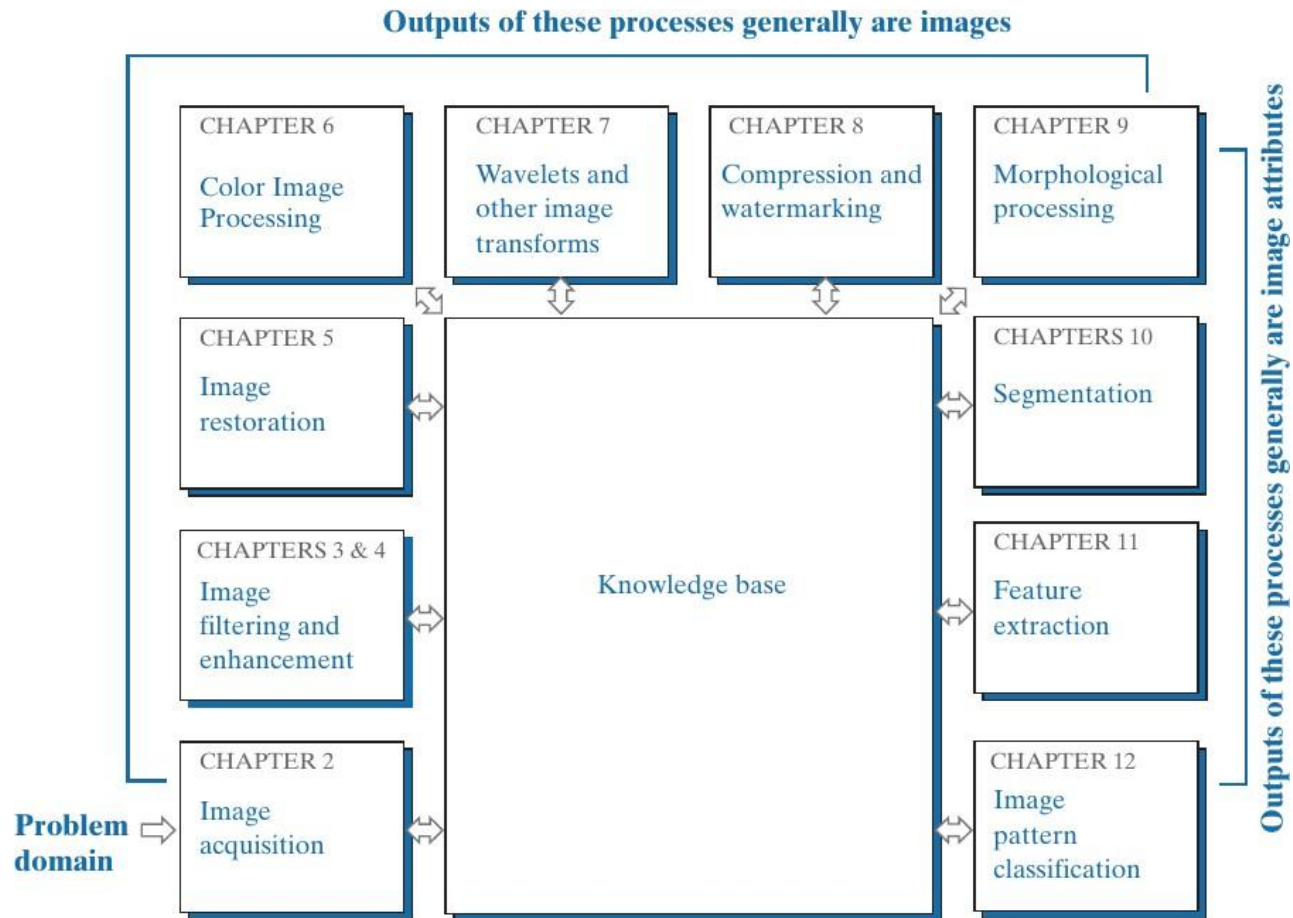 Outputs of these processes generally are images
CHAPTER 6
Color Image
Processing
CHAPTER 7
Wavelets and
other image
transforms
CHAPTER 8
Compression and
watermarking
CHAPTER 9
Morphological
processing
CHAPTER 5
Image
restoration
CHAPTERS 10
Segmentation
CHAPTERS 3 & 4
Image
filtering and
enhancement
Knowledge base
CHAPTER 11
Feature
extraction
Problem
domain
CHAPTER 2
Image
acquisition
CHAPTER 12
Image
pattern
classification
Outputs of these processes generally are image attributes